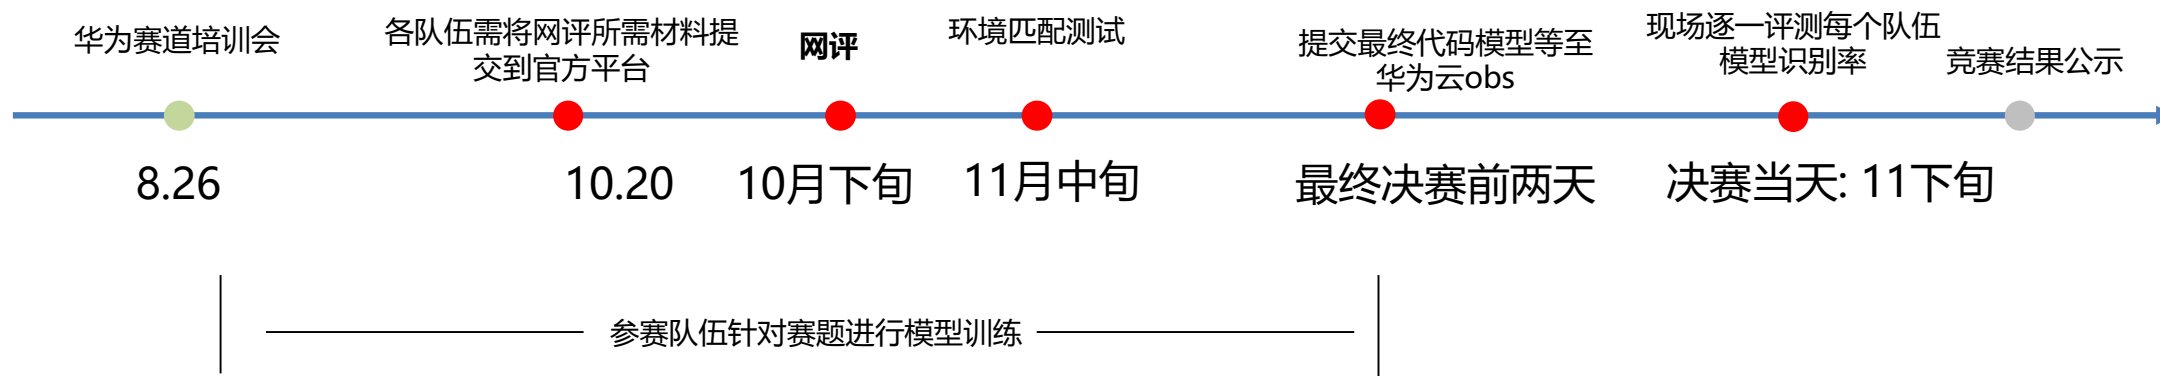 华为赛道培训会
各队伍需将网评所需材料提
交到官方平台
网评
环境匹配测试
提交最终代码模型等至
华为云obs
现场逐一评测每个队伍
模型识别率
竞赛结果公示
8.26
10.20
10月下旬
11月中旬
最终决赛前两天
决赛当天: 11下旬
参赛队伍针对赛题进行模型训练